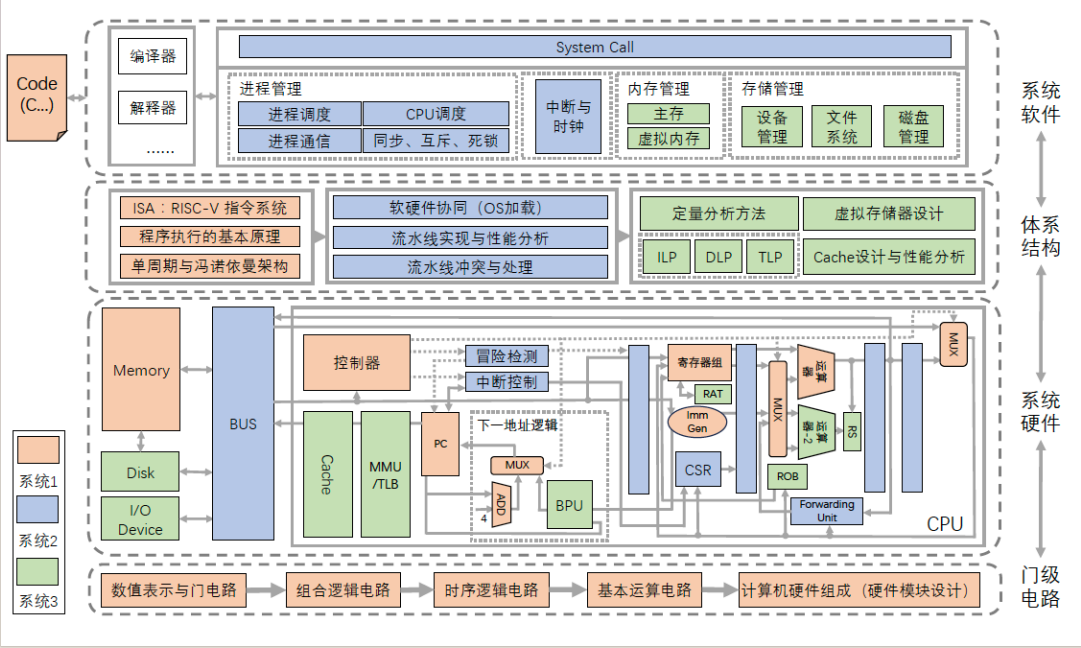 Code
(C...)
编译器
解释器
......
System Call
进程管理
进程调度
CPU调度
进程通信
同步、互斥、死锁
中断与
时钟
内存管理
主存
虚拟内存
存储管理
设备
管理
文件
系统
磁盘
管理
系统
软件
ISA：RISC-V 指令系统
程序执行的基本原理
单周期与冯诺依曼架构
软硬件协同（OS加载）
流水线实现与性能分析
流水线冲突与处理
定量分析方法
虚拟存储器设计
ILP
DLP
TLP
Cache设计与性能分析
体系
结构
Memory
Disk
I/O
Device
BUS
控制器
冒险检测
中断控制
Cache
MMU
/TLB
PC
下一地址逻辑
MUX
ADD
4
BPU
寄存器组
RAT
Imm
Gen
CSR
MUX
运算
器
运算
器-2
RS
ROB
Forwarding
Unit
MUX
CPU
系统
硬件
系统1
系统2
系统3
数值表示与门电路
组合逻辑电路
时序逻辑电路
基本运算电路
计算机硬件组成（硬件模块设计）
门级
电路